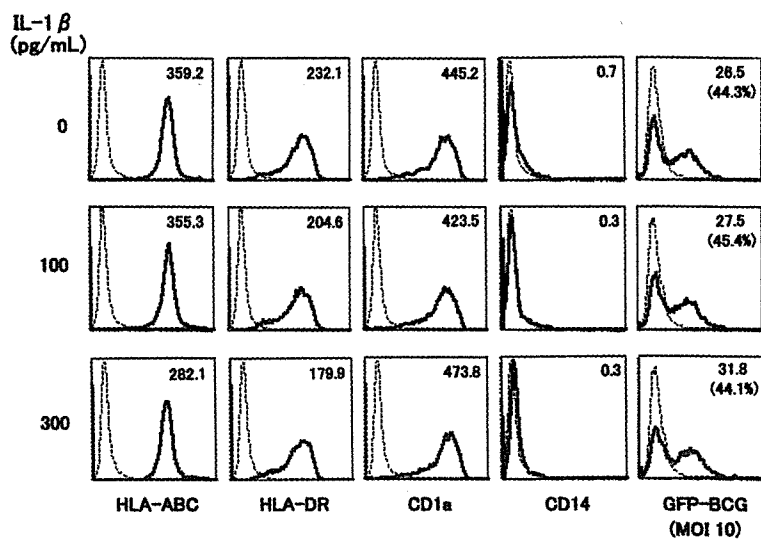 IL-1 β
(pg/mL)
0
359.2
232.1
445.2
0.7
26.5
(44.3%)
100
355.3
204.6
423.5
0.3
27.5
(45.4%)
300
282.1
179.9
473.8
0.3
31.8
(44.1%)
HLA-ABC
HLA-DR
CD1a
CD14
GFP-BCG
(MOI 10)